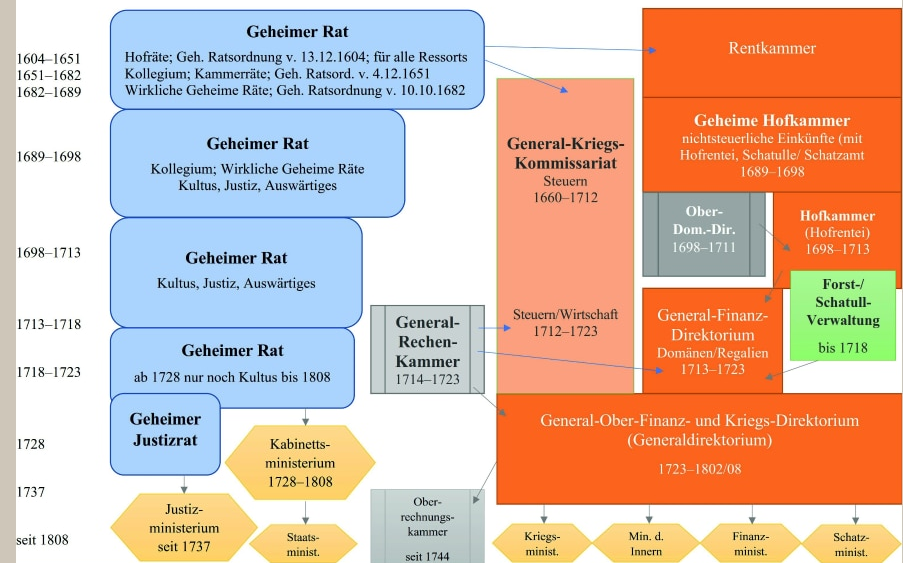 1604–1651
1651–1682
1682–1689
1689–1698
1698–1713
1713–1718
1718–1723
1728
1737
seit 1808
Geheimer Rat
Hofräte; Geh. Ratsordnung v. 13.12.1604; für alle Ressorts
Kollegium; Kammerräte; Geh. Ratsord. v. 4.12.1651
Wirkliche Geheime Räte; Geh. Ratsordnung v. 10.10.1682
Geheimer Rat
Kollegium; Wirkliche Geheime Räte
Kultus, Justiz, Auswärtiges
Geheimer Rat
Kultus, Justiz, Auswärtiges
Geheimer Rat
ab 1728 nur noch Kultus bis 1808
Geheimer
Justizrat
Kabinetts-
ministerium
1728–1808
Justiz-
ministerium
seit 1737
Staats-
minist.
General-
Rechen-
Kammer
1714–1723
Ober-
rechnungs-
kammer
seit 1744
General-Kriegs-
Kommissariat
Steuern
1660–1712
Steuern/Wirtschaft
1712–1723
Rentkammer
Geheime Hofkammer
nichtsteuerliche Einkünfte (mit
Hofrentei, Schatulle/ Schatzamt
1689–1698
Ober-
Dom.-Dir.
1698–1711
Hofkammer
(Hofrentei)
1698–1713
Forst-/
Schatull-
Verwaltung
bis 1718
General-Finanz-
Direktorium
Domänen/Regalien
1713–1723
General-Ober-Finanz- und Kriegs-Direktorium
(Generaldirektorium)
1723–1802/08
Kriegs-
minist.
Min. d.
Innern
Finanz-
minist.
Schatz-
minist.